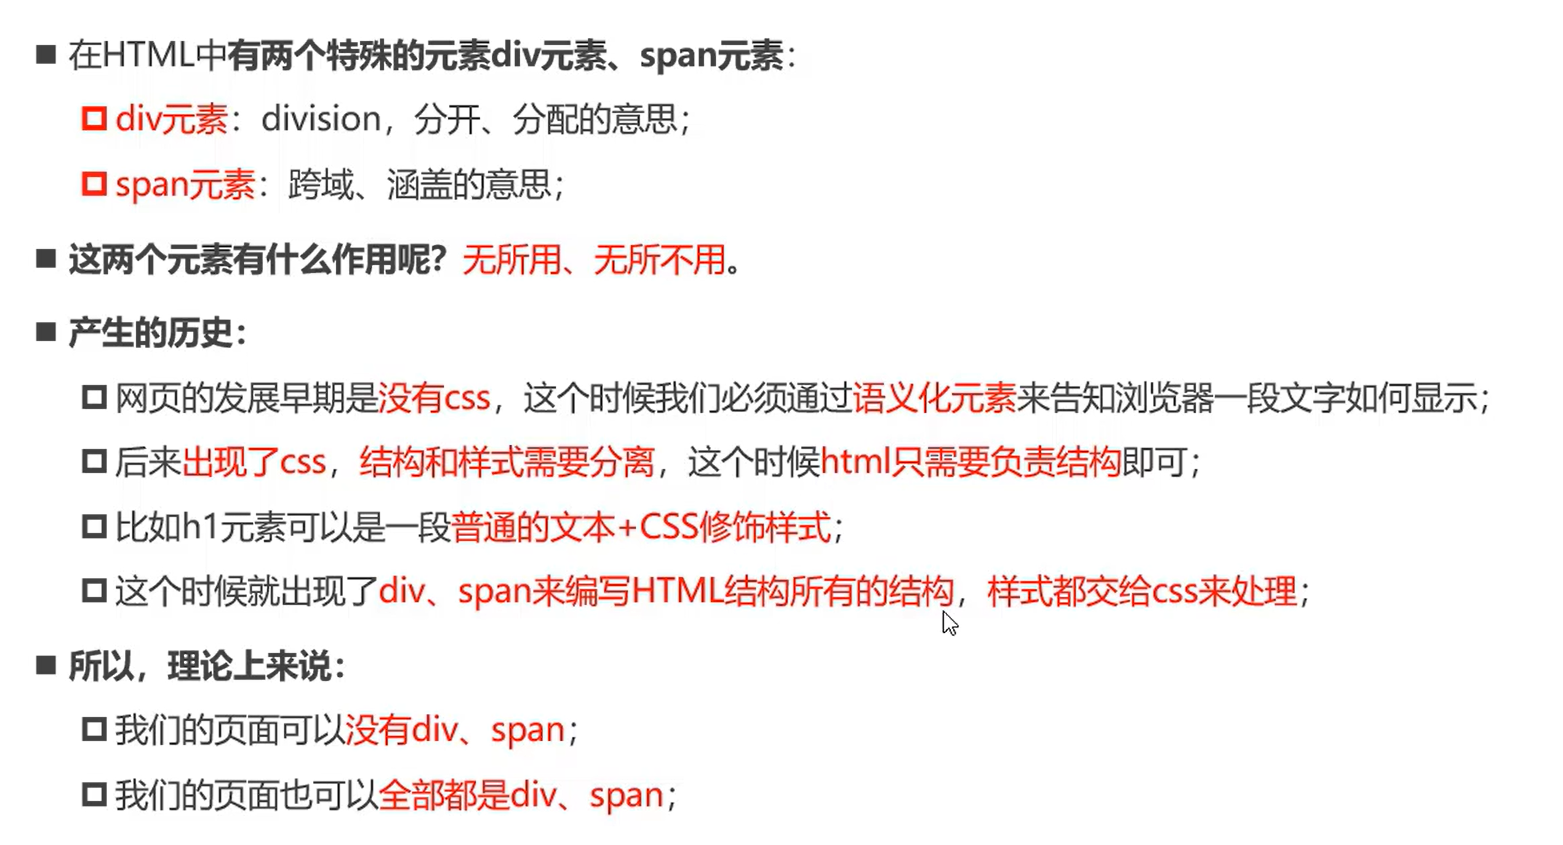 在HTML中有两个特殊的元素div元素、span元素：
div元素：division，分开、分配的意思；
span元素：跨域、涵盖的意思；
这两个元素有什么作用呢？无所用、无所不用。
产生的历史：
网页的发展早期是没有css，这个时候我们必须通过语义化元素来告知浏览器一段文字如何显示；
后来出现了css，结构和样式需要分离，这个时候html只需要负责结构即可；
比如h1元素可以是一段普通的文本+CSS修饰样式；
这个时候就出现了div、span来编写HTML结构所有的结构，样式都交给css来处理；
所以，理论上来说：
我们的页面可以没有div、span；
我们的页面也可以全部都是div、span；